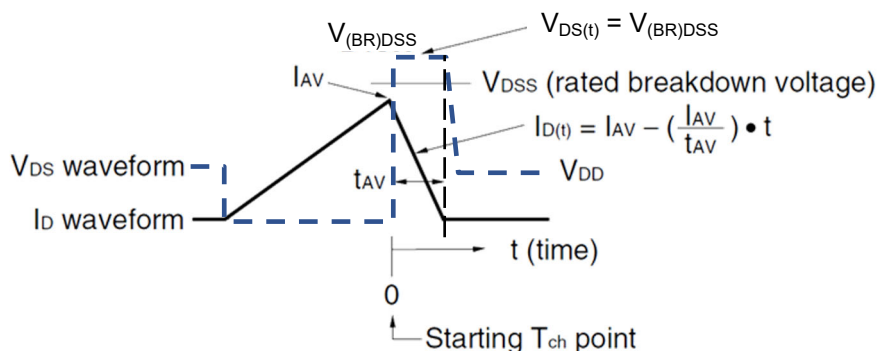 V(BR)DSS
VDS(t) = V(BR)DSS
IAV
VDSS (rated breakdown voltage)
ID(t) = IAV − (IAV/tAV) • t
VDS waveform
tAV
VDD
ID waveform
t (time)
0
Starting Tch point